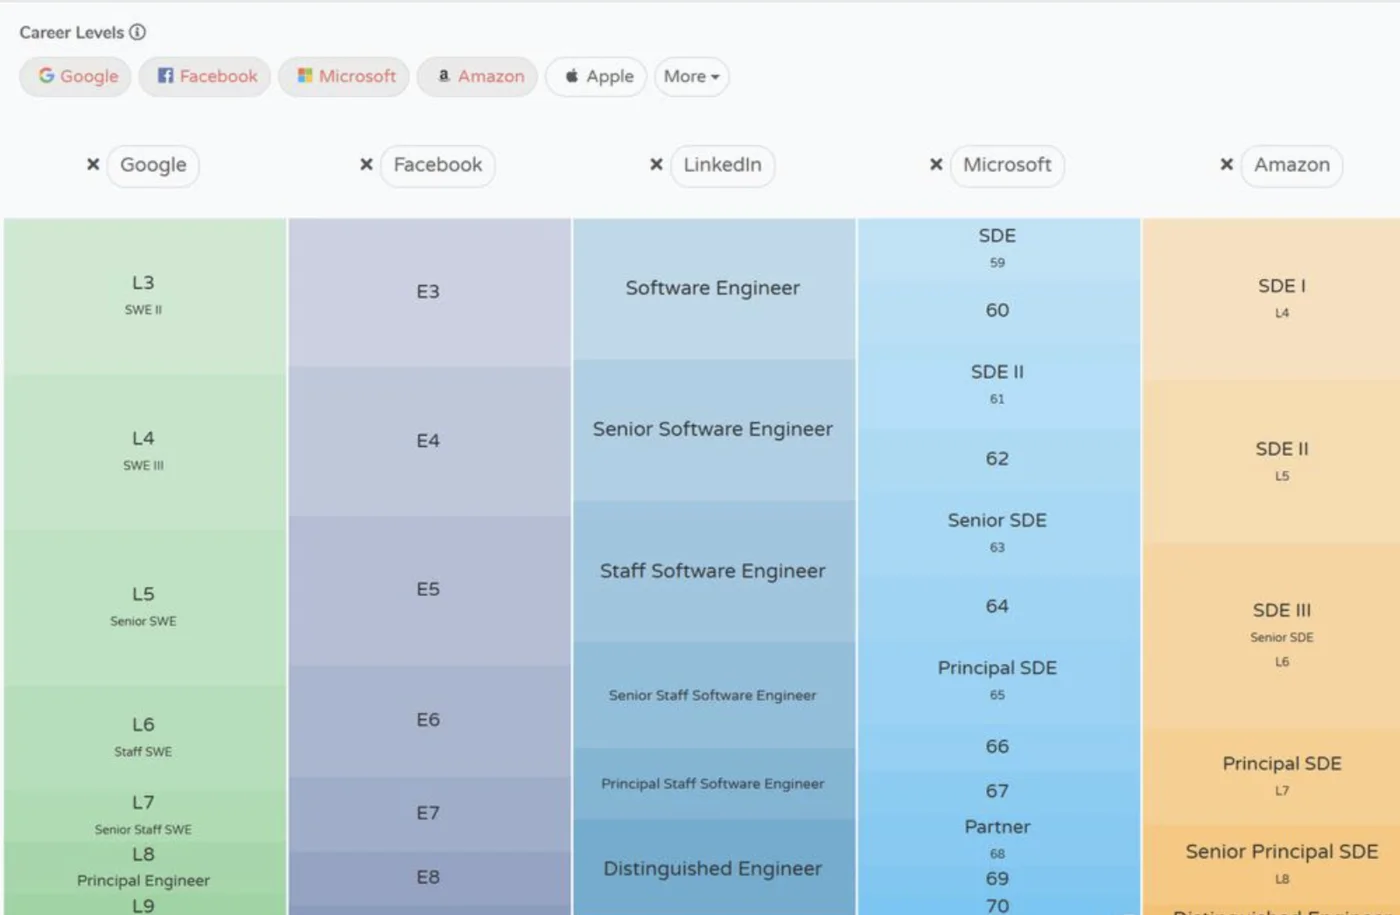 Career Levels
Google Facebook Microsoft Amazon Apple More
Google Facebook LinkedIn Microsoft Amazon
L3
SWE II
L4
SWE III
L5
Senior SWE
L6
Staff SWE
L7
Senior Staff SWE
L8
Principal Engineer
L9
E3
E4
E5
E6
E7
E8
Software Engineer
Senior Software Engineer
Staff Software Engineer
Senior Staff Software Engineer
Principal Staff Software Engineer
Distinguished Engineer
SDE
59
60
SDE II
61
62
Senior SDE
63
64
Principal SDE
65
66
67
Partner
68
69
70
SDE I
L4
SDE II
L5
SDE III
Senior SDE
L6
Principal SDE
L7
Senior Principal SDE
L8